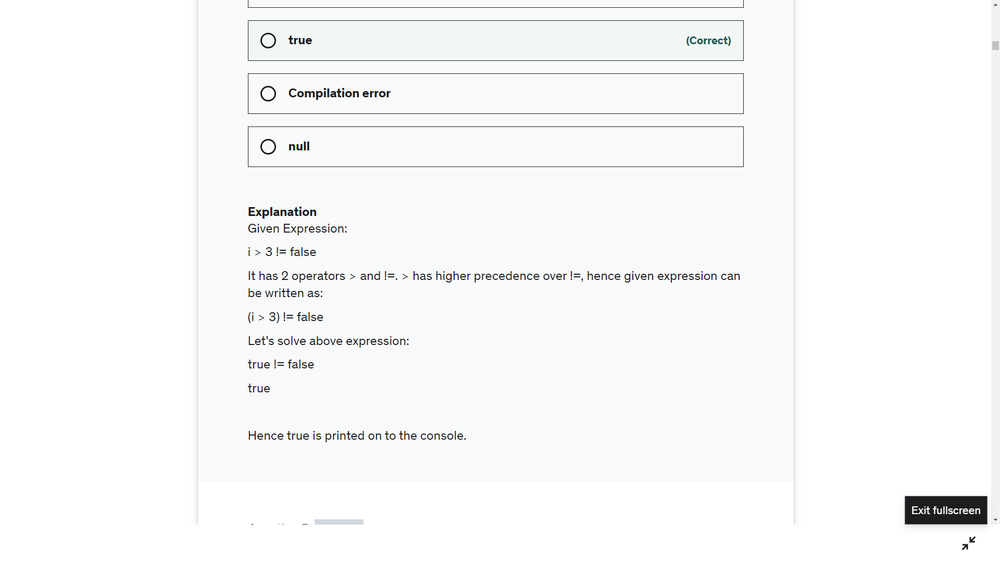 true (Correct)
Compilation error
null
Explanation
Given Expression:
i > 3 != false
It has 2 operators > and !=. > has higher precedence over !=, hence given expression can
be written as:
(i > 3) != false
Let's solve above expression:
true != false
true
Hence true is printed on to the console.
Exit fullscreen